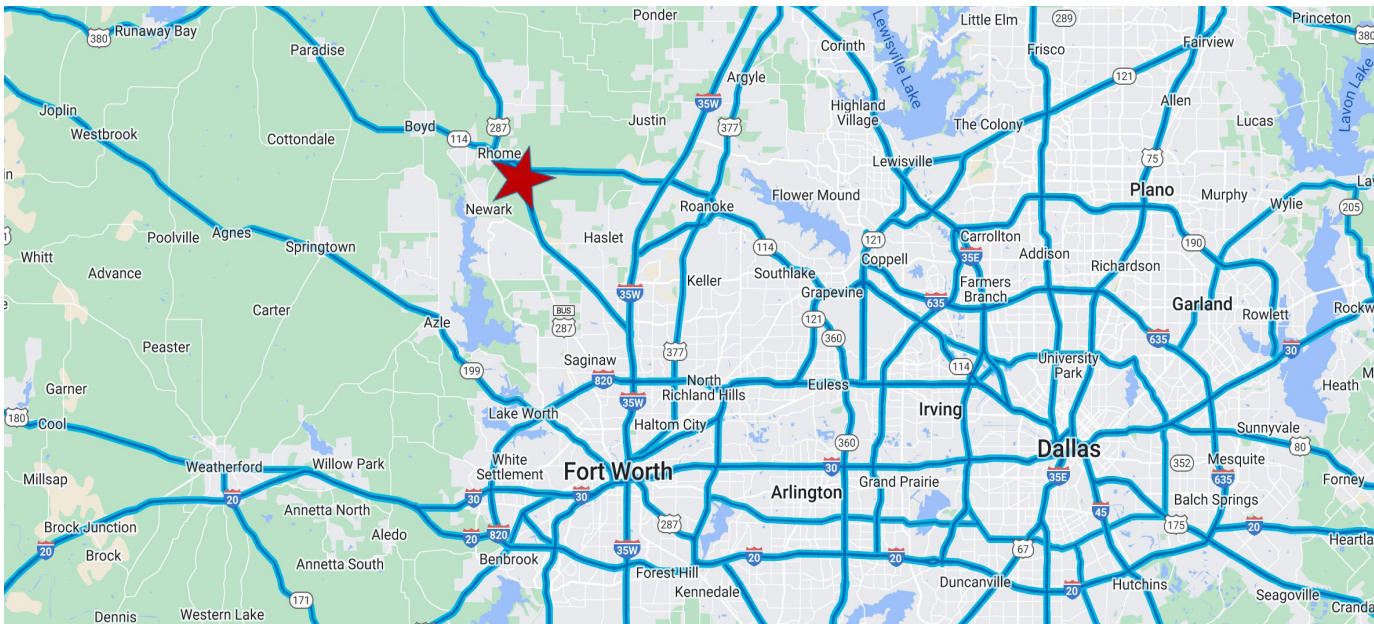 Ponder
Little Elm
289
Princeton
380
Runaway Bay
380
Paradise
Corinth
Lewisville Lake
Frisco
Fairview
Argyle
121
Joplin
35W
Highland
Village
Allen
Lavon Lake
Westbrook
Cottondale
Boyd
114
287
Justin
377
The Colony
Lucas
Rhome
Lewisville
75
Plano
Newark
Roanoke
Flower Mound
Murphy
Wylie
205
Poolville
Agnes
Springtown
Haslet
114
121
Carrollton
190
Whitt
Advance
Southlake
Coppell
35E
Addison
Richardson
Keller
Grapevine
Farmers
Branch
35W
635
Garland
Carter
BUS
287
121
Rowlett
Azle
360
635
Peaster
Saginaw
377
114
University
Park
30
199
820
North
Richland Hills
Euless
Heath
Garner
35W
Irving
180
Cool
Lake Worth
Haltom City
Sunnyvale
360
Dallas
80
White
Settlement
Fort Worth
Weatherford
Willow Park
30
352
Mesquite
Millsap
20
30
30
Arlington
Grand Prairie
35E
635
Forney
Annetta North
Balch Springs
45
Brock Junction
287
175
20
Aledo
20
820
67
20
Brock
Benbrook
35W
20
20
Annetta South
Forest Hill
Duncanville
Hutchins
Kennedale
20
Seagoville
171
Dennis
Western Lake